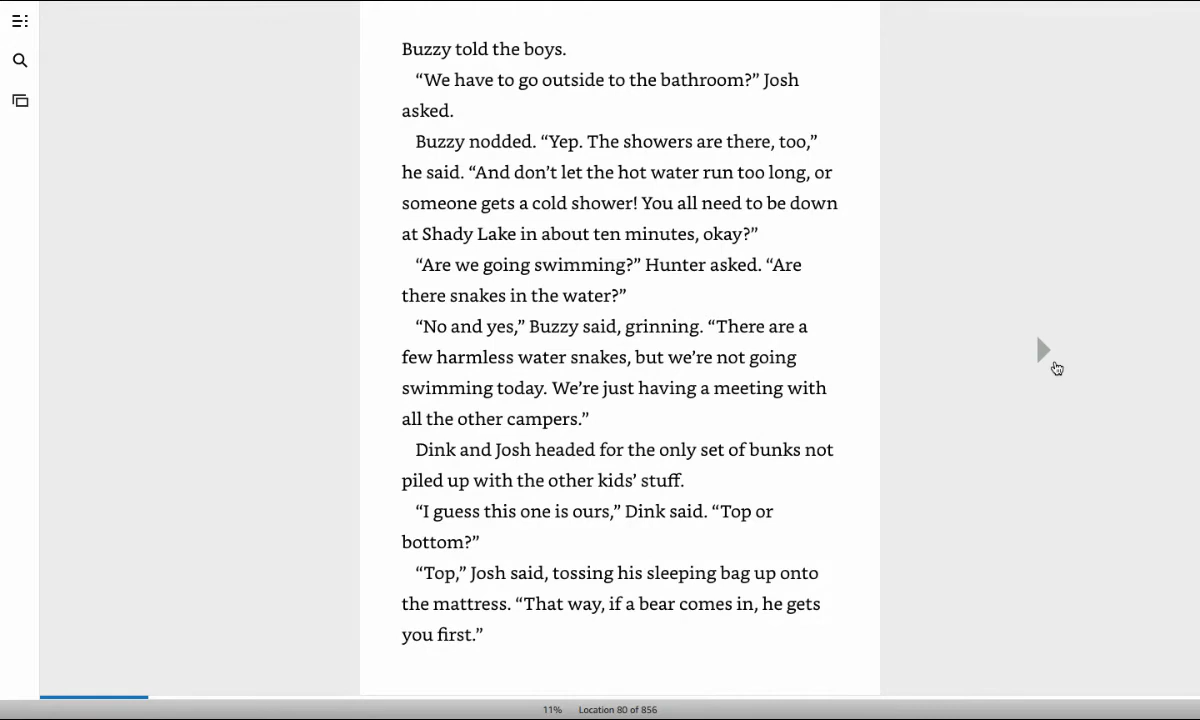 Buzzy told the boys.
“We have to go outside to the bathroom?” Josh
asked.
Buzzy nodded. “Yep. The showers are there, too,”
he said. “And don’t let the hot water run too long, or
someone gets a cold shower! You all need to be down
at Shady Lake in about ten minutes, okay?”
“Are we going swimming?” Hunter asked. “Are
there snakes in the water?”
“No and yes,” Buzzy said, grinning. “There are a
few harmless water snakes, but we’re not going
swimming today. We’re just having a meeting with
all the other campers.”
Dink and Josh headed for the only set of bunks not
piled up with the other kids’ stuff.
“I guess this one is ours,” Dink said. “Top or
bottom?”
“Top,” Josh said, tossing his sleeping bag up onto
the mattress. “That way, if a bear comes in, he gets
you first.”
11% Location 80 of 856